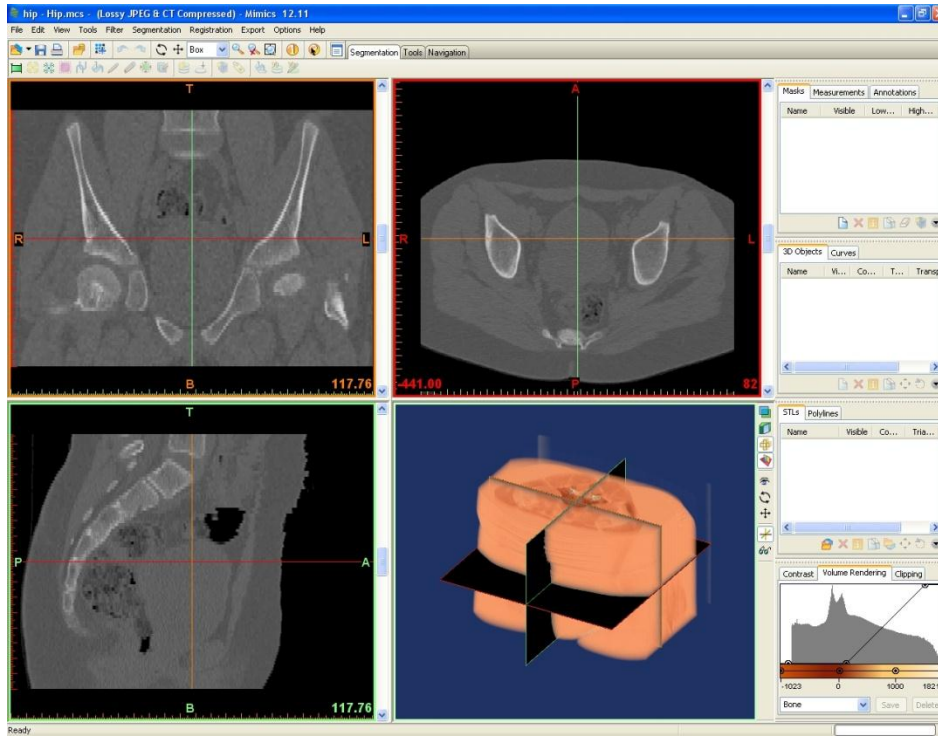 hip - Hip.mcs - (Lossy JPEG & CT Compressed) - Mimics 12.11
File Edit View Tools Filter Segmentation Registration Export Options Help
Box Segmentation Tools Navigation
T
R L
B
117.76
A
R L
P
-441.00 82
T
P A
B
117.76
Masks Measurements Annotations
Name Visible Low... High...
3D Objects Curves
Name Vi... Co... T... Transp
STLs Polylines
Name Visible Co... Tria...
Contrast Volume Rendering Clipping
-1023 0 1000 1821
Bone Save Delete
Ready